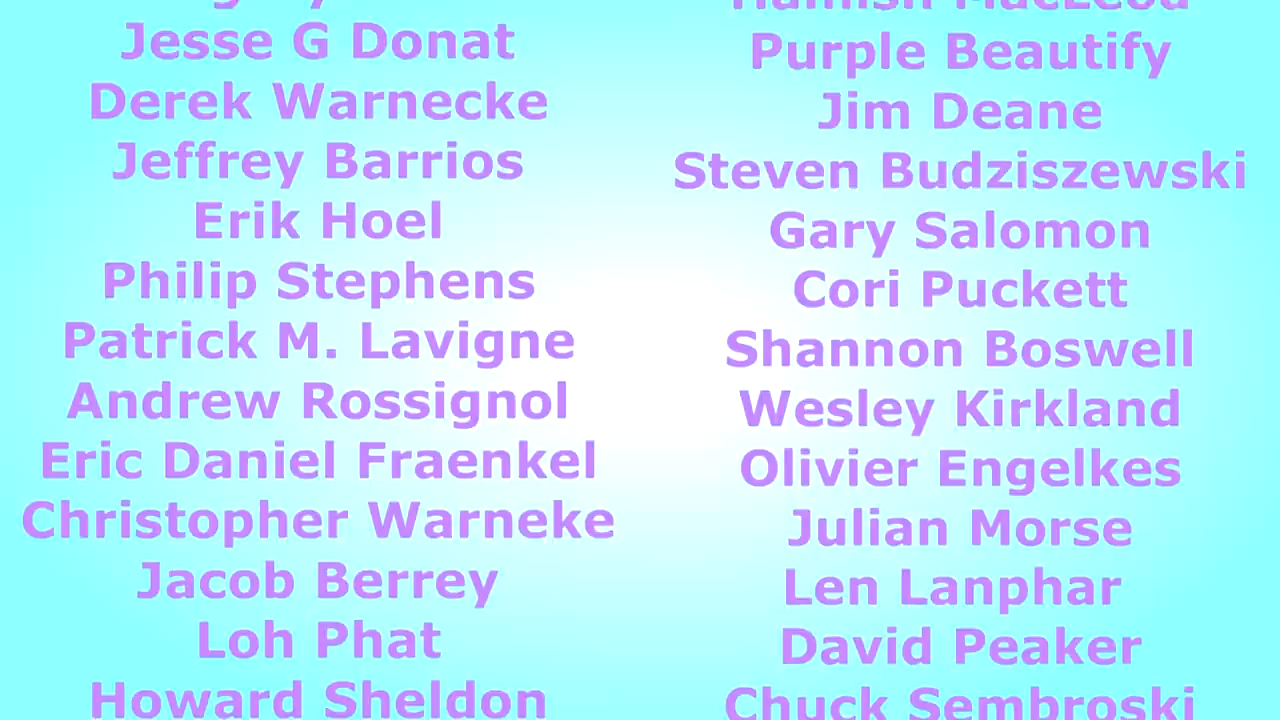 Jesse G Donat
Derek Warnecke
Jeffrey Barrios
Erik Hoel
Philip Stephens
Patrick M. Lavigne
Andrew Rossignol
Eric Daniel Fraenkel
Christopher Warneke
Jacob Berrey
Loh Phat
Howard Sheldon
Hamish MacLeod
Purple Beautify
Jim Deane
Steven Budziszewski
Gary Salomon
Cori Puckett
Shannon Boswell
Wesley Kirkland
Olivier Engelkes
Julian Morse
Len Lanphar
David Peaker
Chuck Sembroski